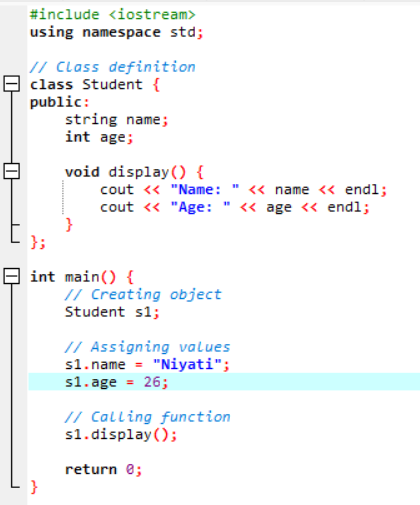 #include <iostream>
using namespace std;

// Class definition
class Student {
public:
    string name;
    int age;

    void display() {
        cout << "Name: " << name << endl;
        cout << "Age: " << age << endl;
    }
};

int main() {
    // Creating object
    Student s1;

    // Assigning values
    s1.name = "Niyati";
    s1.age = 26;

    // Calling function
    s1.display();

    return 0;
}